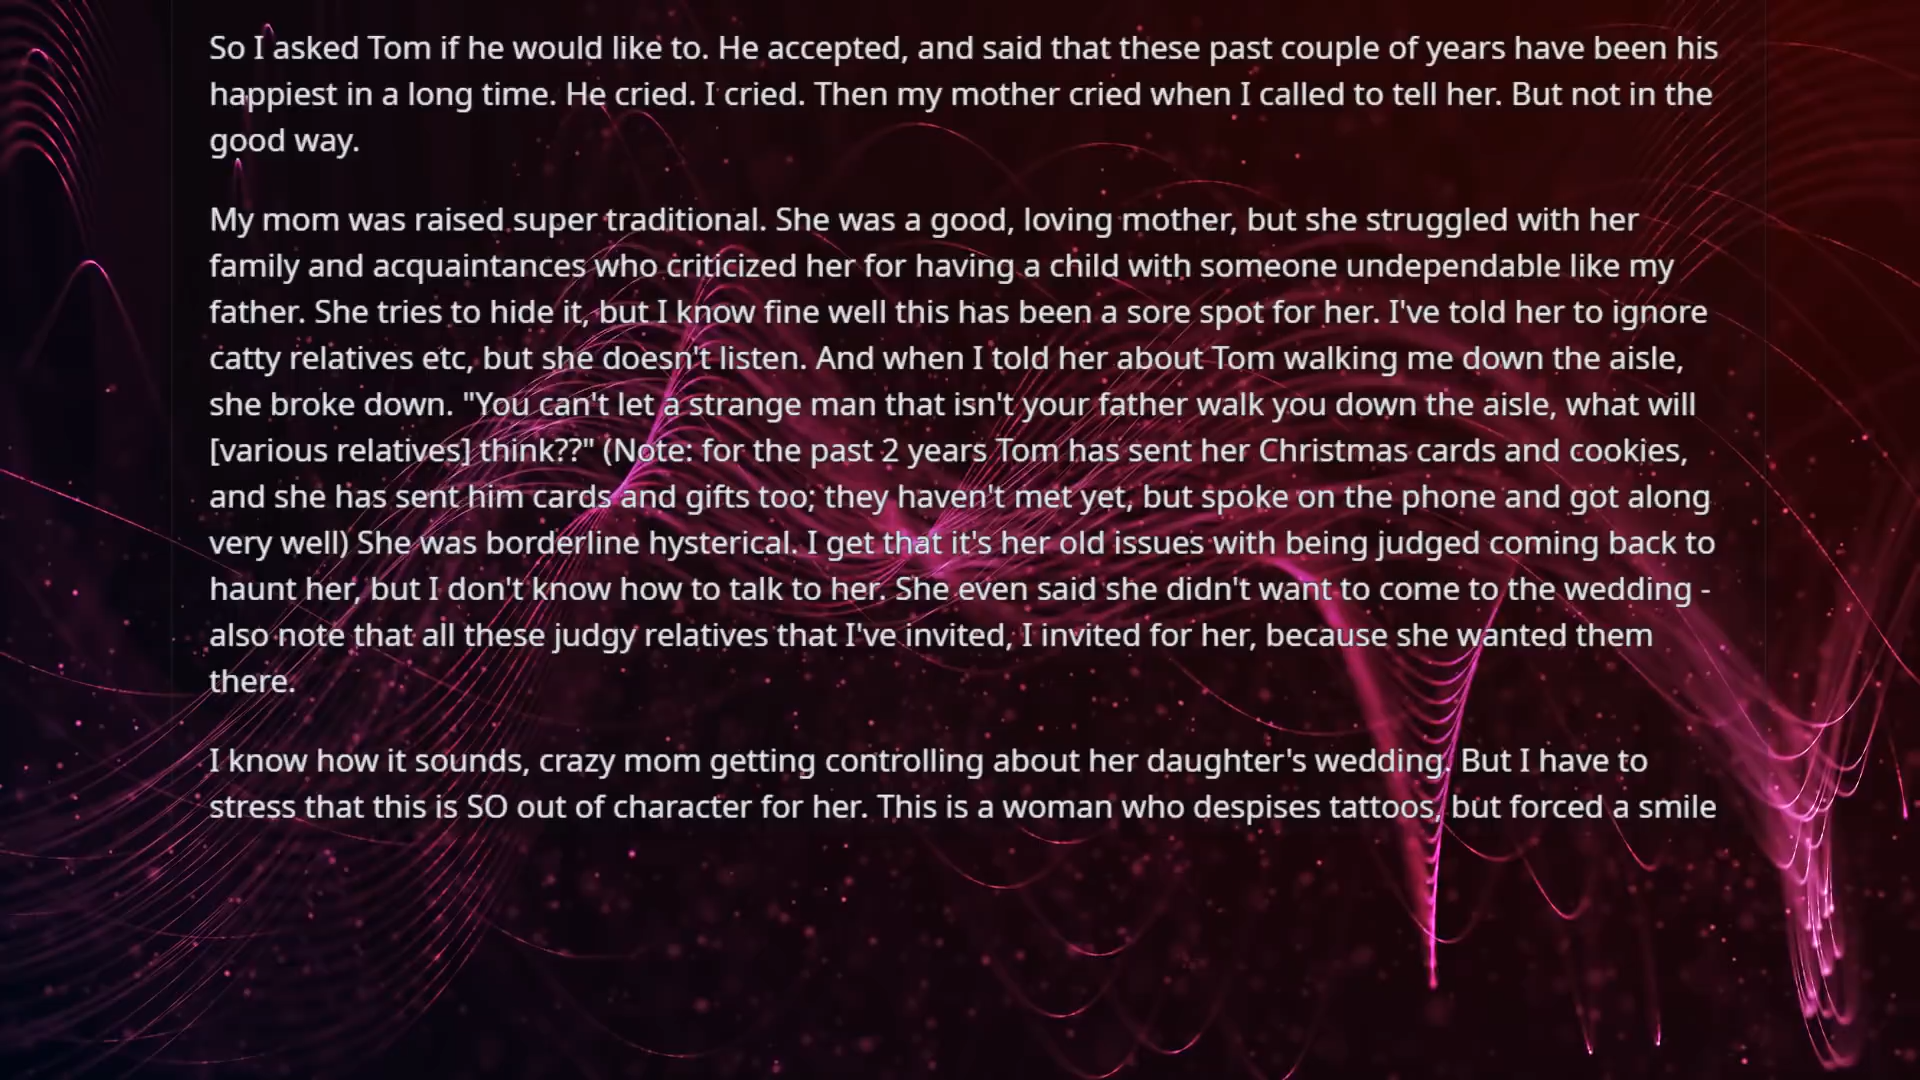 So I asked Tom if he would like to. He accepted, and said that these past couple of years have been his
happiest in a long time. He cried. I cried. Then my mother cried when I called to tell her. But not in the
good way.
My mom was raised super traditional. She was a good, loving mother, but she struggled with her
family and acquaintances who criticized her for having a child with someone undependable like my
father. She tries to hide it, but I know fine well this has been a sore spot for her. I've told her to ignore
catty relatives etc, but she doesn't listen. And when I told her about Tom walking me down the aisle,
she broke down. "You can't let a strange man that isn't your father walk you down the aisle, what will
[various relatives] think??" (Note: for the past 2 years Tom has sent her Christmas cards and cookies,
and she has sent him cards and gifts too; they haven't met yet, but spoke on the phone and got along
very well) She was borderline hysterical. I get that it's her old issues with being judged coming back to
haunt her, but I don't know how to talk to her. She even said she didn't want to come to the wedding -
also note that all these judgy relatives that I've invited, I invited for her, because she wanted them
there.
I know how it sounds, crazy mom getting controlling about her daughter's wedding. But I have to
stress that this is SO out of character for her. This is a woman who despises tattoos, but forced a smile